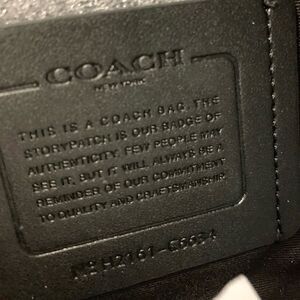 COACH
NEW YORK
THIS IS A COACH BAG. THE
STORYPATCH IS OUR BADGE OF
AUTHENTICITY. FEW PEOPLE MAY
SEE IT, BUT IT WILL ALWAYS BE A
REMINDER OF OUR COMMITMENT
TO QUALITY AND CRAFTSMANSHIP.